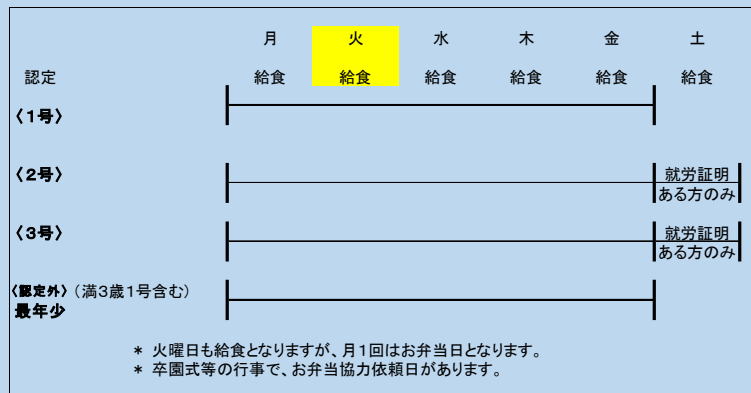 月 火 水 木 金 土
認定 給食 給食 給食 給食 給食 給食
〈1号〉
〈2号〉 就労証明
ある方のみ
〈3号〉 就労証明
ある方のみ
〈認定外〉(満3歳1号含む)
最年少
* 火曜日も給食となりますが、月1回はお弁当日となります。
* 卒園式等の行事で、お弁当協力依頼日があります。